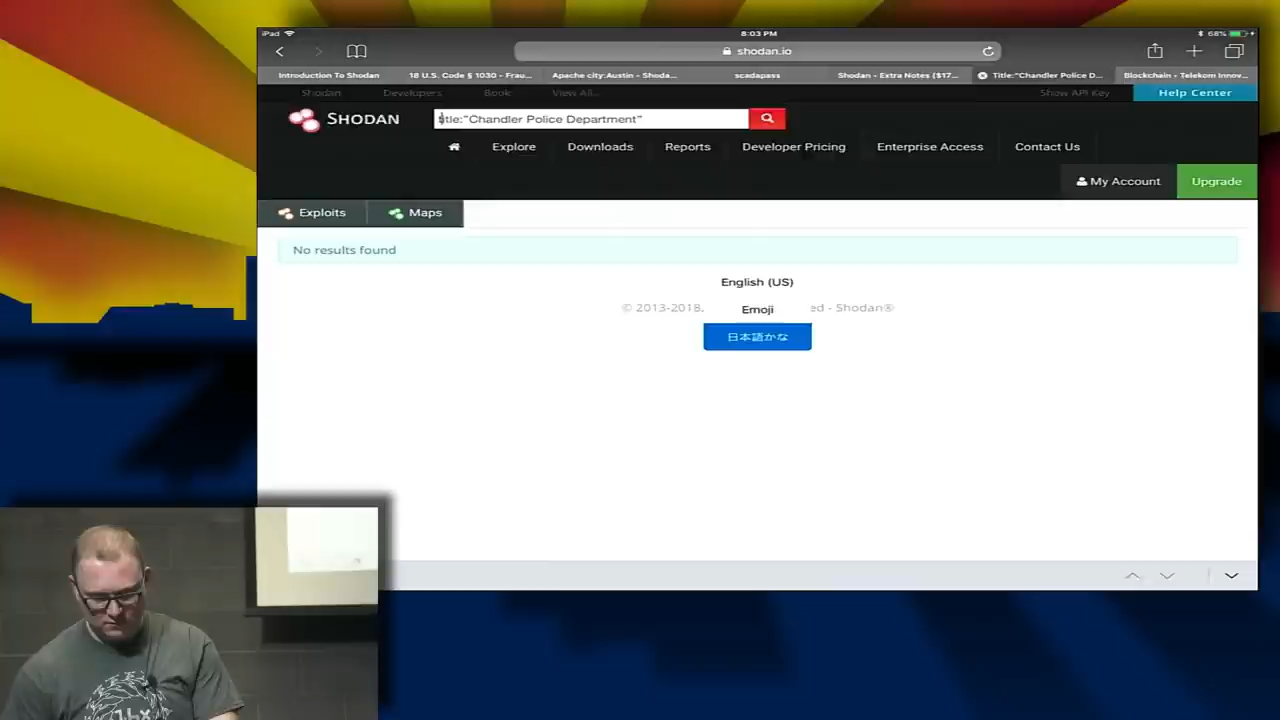 iPad
8:03 PM
68%
shodan.io
Introduction To Shodan
18 U.S. Code § 1030 - Frau...
Apache city:Austin - Shoda...
scadapass
Shodan - Extra Notes ($17...
Title:"Chandler Police D...
Blockchain - Telekom Innov...
Shodan
Developers
Book
View All...
Show API Key
Help Center
SHODAN
title:"Chandler Police Department"
Explore
Downloads
Reports
Developer Pricing
Enterprise Access
Contact Us
My Account
Upgrade
Exploits
Maps
No results found
English (US)
© 2013-2018,
Emoji
ed - Shodan®
日本語かな